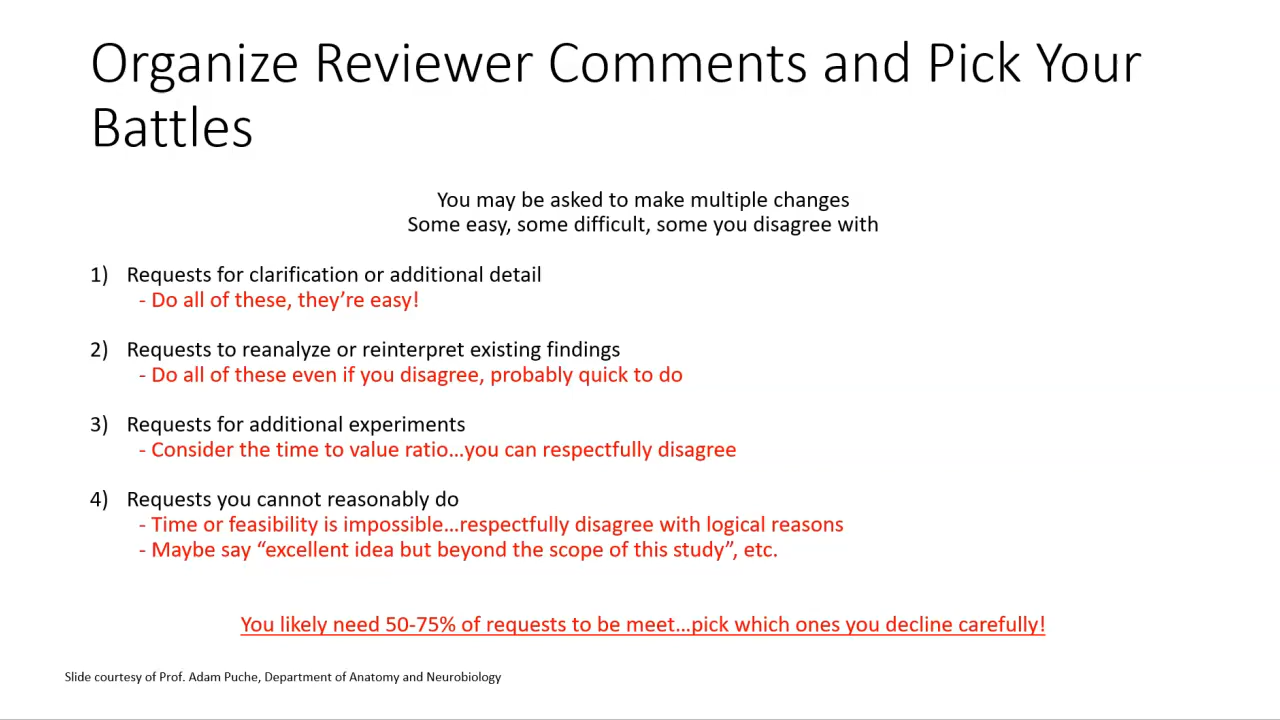 Organize Reviewer Comments and Pick Your
Battles
You may be asked to make multiple changes
Some easy, some difficult, some you disagree with
1) Requests for clarification or additional detail
- Do all of these, they’re easy!
2) Requests to reanalyze or reinterpret existing findings
- Do all of these even if you disagree, probably quick to do
3) Requests for additional experiments
- Consider the time to value ratio…you can respectfully disagree
4) Requests you cannot reasonably do
- Time or feasibility is impossible…respectfully disagree with logical reasons
- Maybe say “excellent idea but beyond the scope of this study”, etc.
You likely need 50-75% of requests to be meet…pick which ones you decline carefully!
Slide courtesy of Prof. Adam Puche, Department of Anatomy and Neurobiology